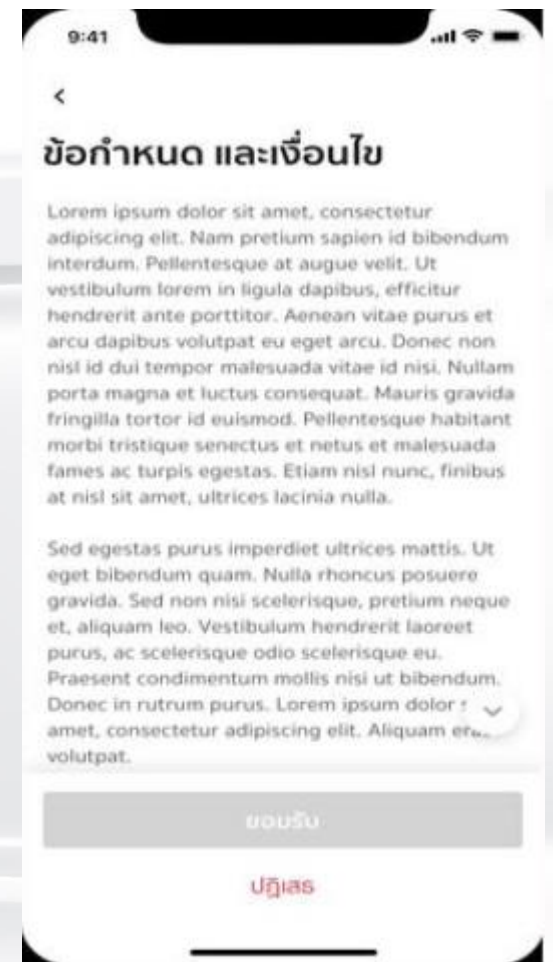 9:41
ข้อกำหนด และเงื่อนไข
Lorem ipsum dolor sit amet, consectetur
adipiscing elit. Nam pretium sapien id bibendum
interdum. Pellentesque at augue velit. Ut
vestibulum lorem in ligula dapibus, efficitur
hendrerit ante porttitor. Aenean vitae purus et
arcu dapibus volutpat eu eget arcu. Donec non
nisl id dui tempor malesuada vitae id nisi. Nullam
porta magna et luctus consequat. Mauris gravida
fringilla tortor id euismod. Pellentesque habitant
morbi tristique senectus et netus et malesuada
fames ac turpis egestas. Etiam nisl nunc, finibus
at nisl sit amet, ultrices lacinia nulla.
Sed egestas purus imperdiet ultrices mattis. Ut
eget bibendum quam. Nulla rhoncus posuere
gravida. Sed non nisi scelerisque, pretium neque
et, aliquam leo. Vestibulum hendrerit laoreet
purus, ac scelerisque odio scelerisque eu.
Praesent condimentum mollis nisi ut bibendum.
Donec in rutrum purus. Lorem ipsum dolor
amet, consectetur adipiscing elit. Aliquam
volutpat.
ยอมรับ
ปฏิเสธ